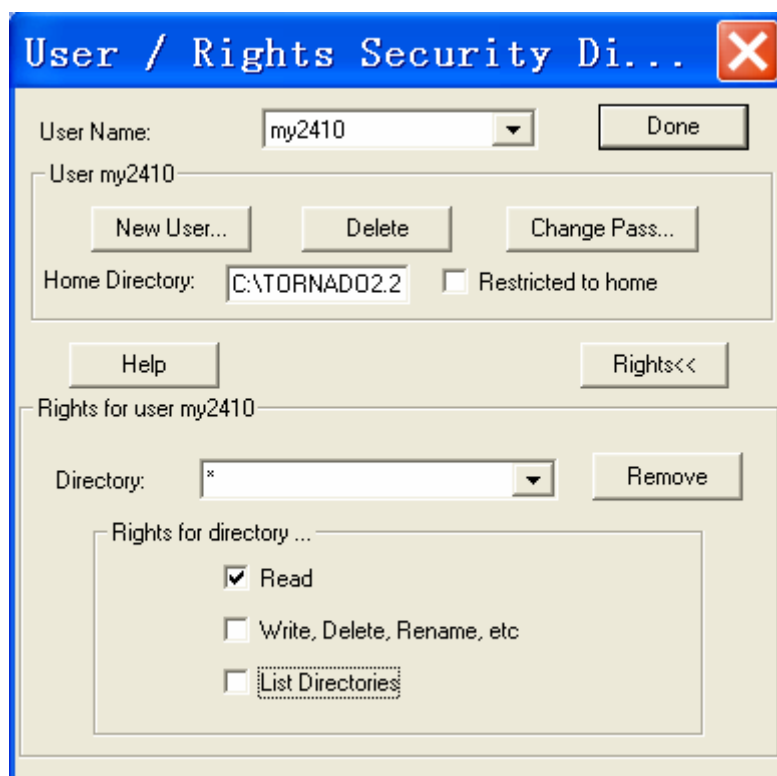 User / Rights Security Di...
User Name: my2410 Done
User my2410
New User... Delete Change Pass...
Home Directory: C:\TORNADO2.2 Restricted to home
Help Rights<<
Rights for user my2410
Directory: * Remove
Rights for directory ...
Read
Write, Delete, Rename, etc
List Directories